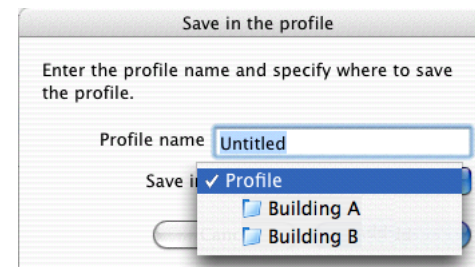 Save in the profile
Enter the profile name and specify where to save
the profile.
Profile name Untitled
Save i ✓ Profile
Building A
Building B